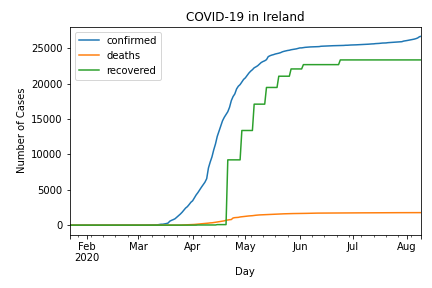 COVID-19 in Ireland
confirmed
deaths
recovered
25000
20000
15000
10000
5000
0
Number of Cases
Feb Mar Apr May Jun Jul Aug
2020
Day